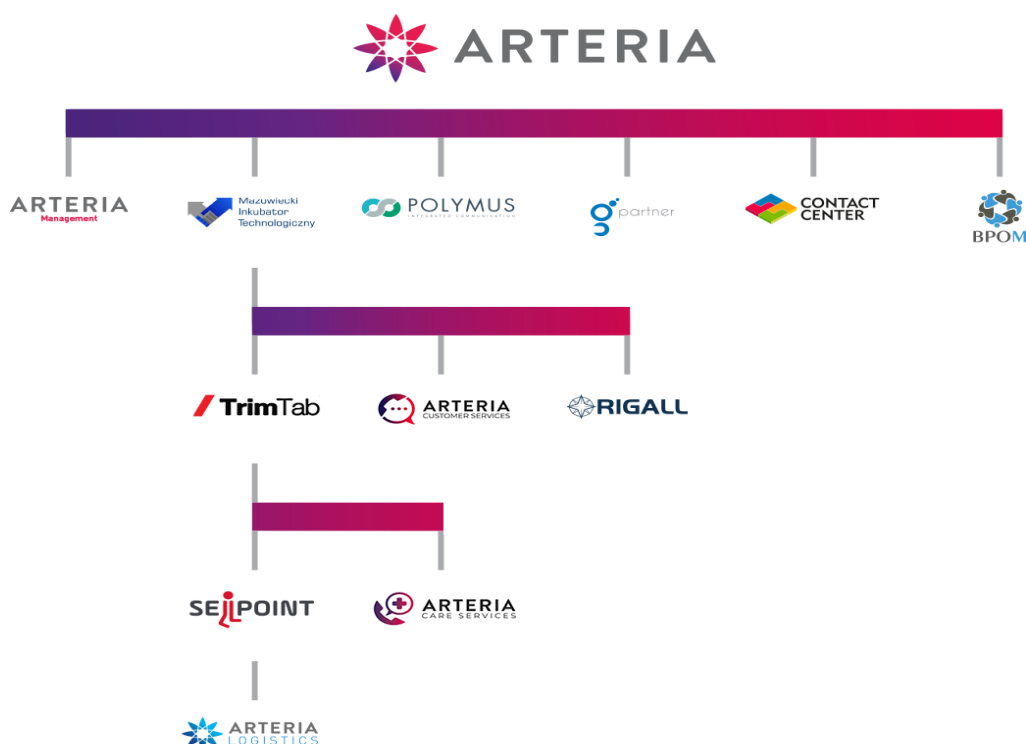 ARTERIA
ARTERIA
Management
Mazowiecki
Inkubator
Technologiczny
POLYMUS
INTEGRATED COMMUNICATION
g partner
CONTACT
CENTER
BPOM
TrimTab
ARTERIA
CUSTOMER SERVICES
RIGALL
SELLPOINT
ARTERIA
CARE SERVICES
ARTERIA
LOGISTICS